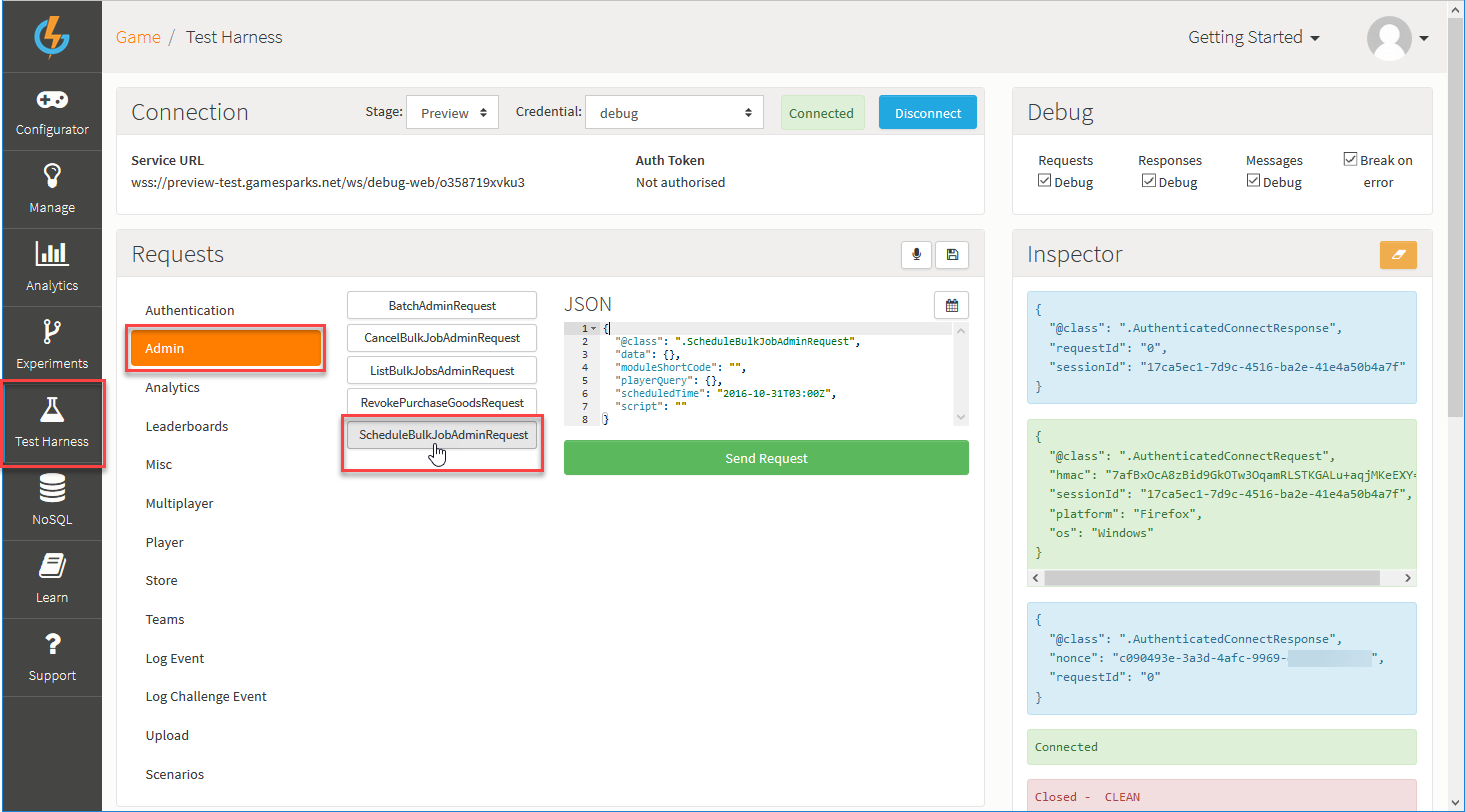 Game / Test Harness
Getting Started
Configurator
Manage
Analytics
Experiments
Test Harness
NoSQL
Learn
Support
Connection
Stage: Preview
Credential: debug
Connected
Disconnect
Service URL
wss://preview-test.gamesparks.net/ws/debug-web/o358719xvku3
Auth Token
Not authorised
Debug
Requests
Debug
Responses
Debug
Messages
Debug
Break on
error
Requests
Authentication
Admin
Analytics
Leaderboards
Misc
Multiplayer
Player
Store
Teams
Log Event
Log Challenge Event
Upload
Scenarios
BatchAdminRequest
CancelBulkJobAdminRequest
ListBulkJobsAdminRequest
RevokePurchaseGoodsRequest
ScheduleBulkJobAdminRequest
JSON
1 {
2 "@class": ".ScheduleBulkJobAdminRequest",
3 "data": {},
4 "moduleShortCode": "",
5 "playerQuery": {},
6 "scheduledTime": "2016-10-31T03:00Z",
7 "script": ""
8 }
Send Request
Inspector
{
"@class": ".AuthenticatedConnectResponse",
"requestId": "0",
"sessionId": "17ca5ec1-7d9c-4516-ba2e-41e4a50b4a7f"
}
{
"@class": ".AuthenticatedConnectRequest",
"hmac": "7afBxOcA8zBid9GkOTw3OqamRLSTKGALu+aqjMKeEXY=
"sessionId": "17ca5ec1-7d9c-4516-ba2e-41e4a50b4a7f",
"platform": "Firefox",
"os": "Windows"
}
{
"@class": ".AuthenticatedConnectResponse",
"nonce": "c090493e-3a3d-4afc-9969-",
"requestId": "0"
}
Connected
Closed - CLEAN